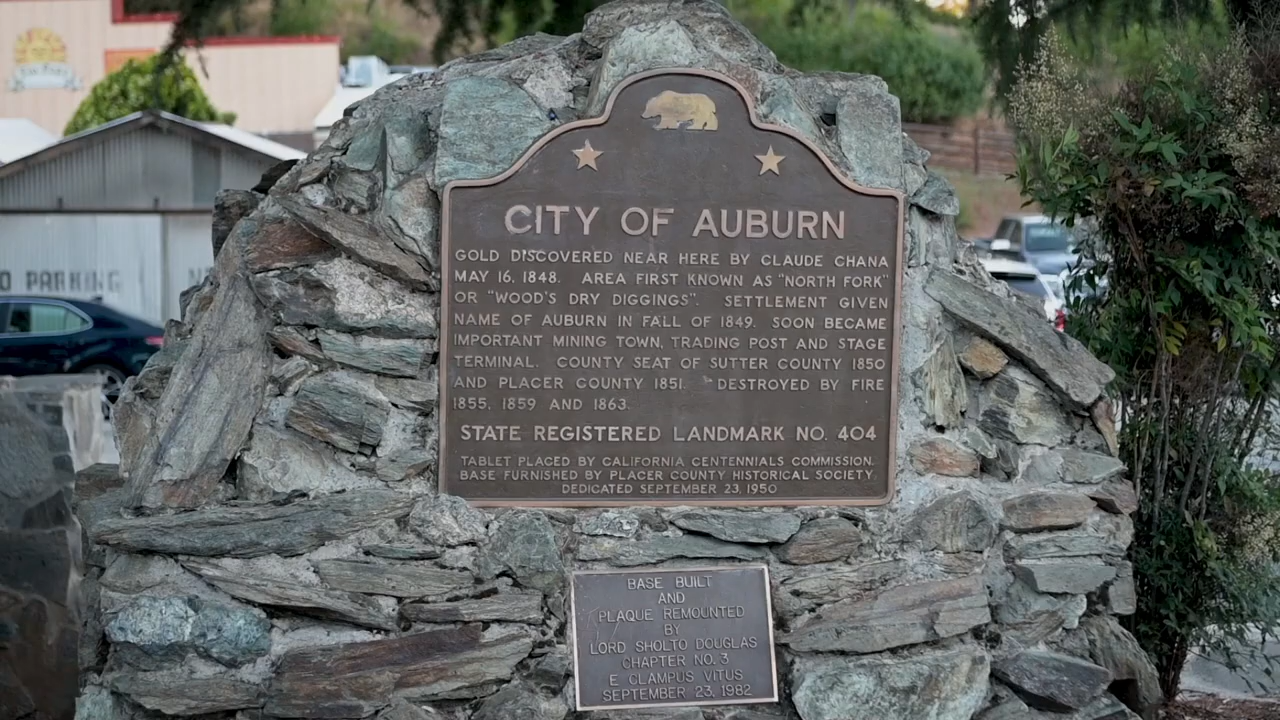 CITY OF AUBURN
GOLD DISCOVERED NEAR HERE BY CLAUDE CHANA
MAY 16, 1848. AREA FIRST KNOWN AS "NORTH FORK"
OR "WOOD'S DRY DIGGINGS". SETTLEMENT GIVEN
NAME OF AUBURN IN FALL OF 1849. SOON BECAME
IMPORTANT MINING TOWN, TRADING POST AND STAGE
TERMINAL. COUNTY SEAT OF SUTTER COUNTY 1850
AND PLACER COUNTY 1851. DESTROYED BY FIRE
1855, 1859 AND 1863.
STATE REGISTERED LANDMARK NO. 404
TABLET PLACED BY CALIFORNIA CENTENNIALS COMMISSION.
BASE FURNISHED BY PLACER COUNTY HISTORICAL SOCIETY.
DEDICATED SEPTEMBER 23, 1950
BASE BUILT
AND
PLAQUE REMOUNTED
BY
LORD SHOLTO DOUGLAS
CHAPTER NO. 3
E CLAMPUS VITUS
SEPTEMBER 23, 1982
PARKING